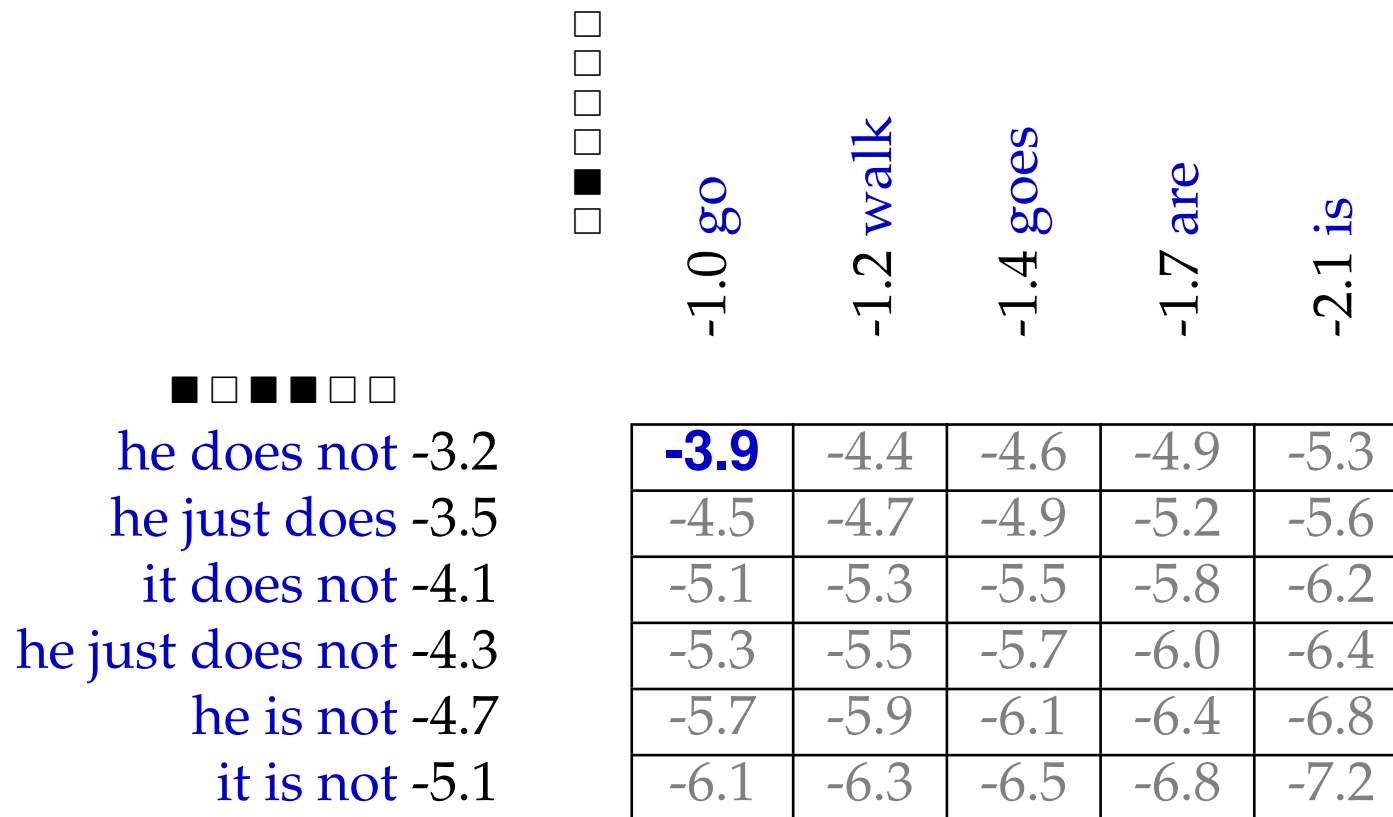 -1.0 go
-1.2 walk
-1.4 goes
-1.7 are
-2.1 is
he does not -3.2 -3.9 -4.4 -4.6 -4.9 -5.3
he just does -3.5 -4.5 -4.7 -4.9 -5.2 -5.6
it does not -4.1 -5.1 -5.3 -5.5 -5.8 -6.2
he just does not -4.3 -5.3 -5.5 -5.7 -6.0 -6.4
he is not -4.7 -5.7 -5.9 -6.1 -6.4 -6.8
it is not -5.1 -6.1 -6.3 -6.5 -6.8 -7.2